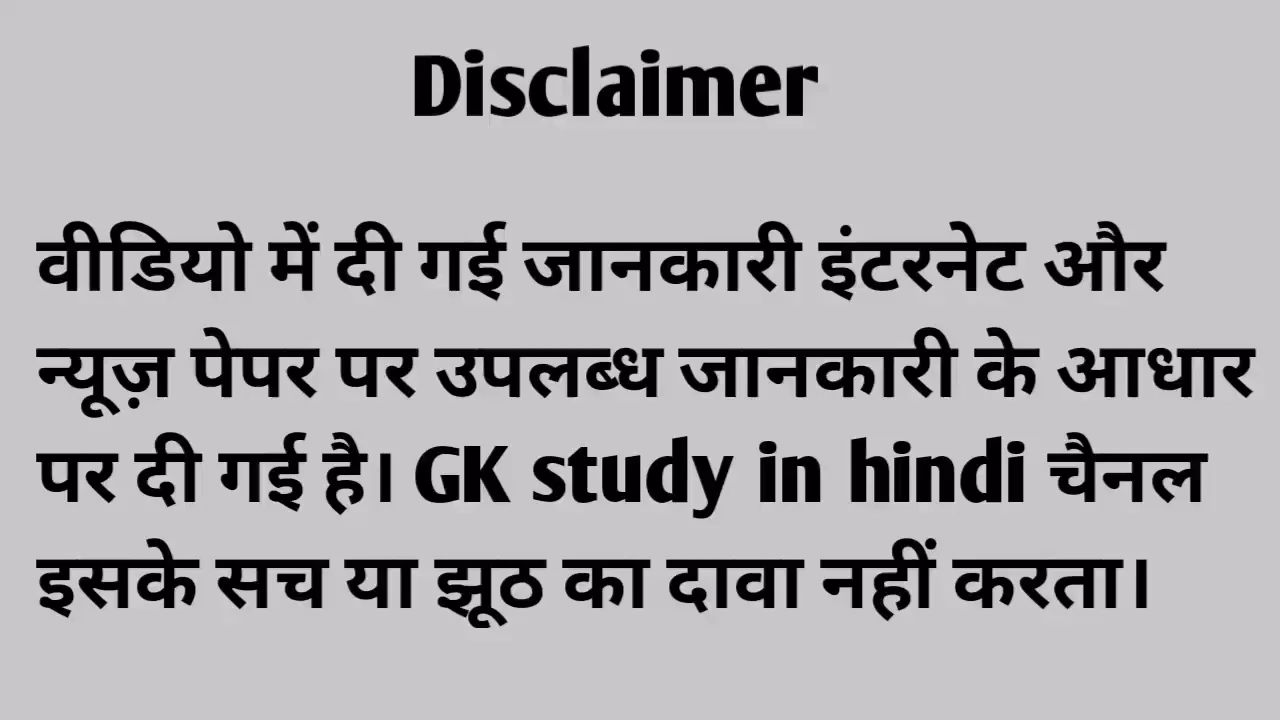 Disclaimer
वीडियो में दी गई जानकारी इंटरनेट और
न्यूज़ पेपर पर उपलब्ध जानकारी के आधार
पर दी गई है। GK study in hindi चैनल
इसके सच या झूठ का दावा नहीं करता।